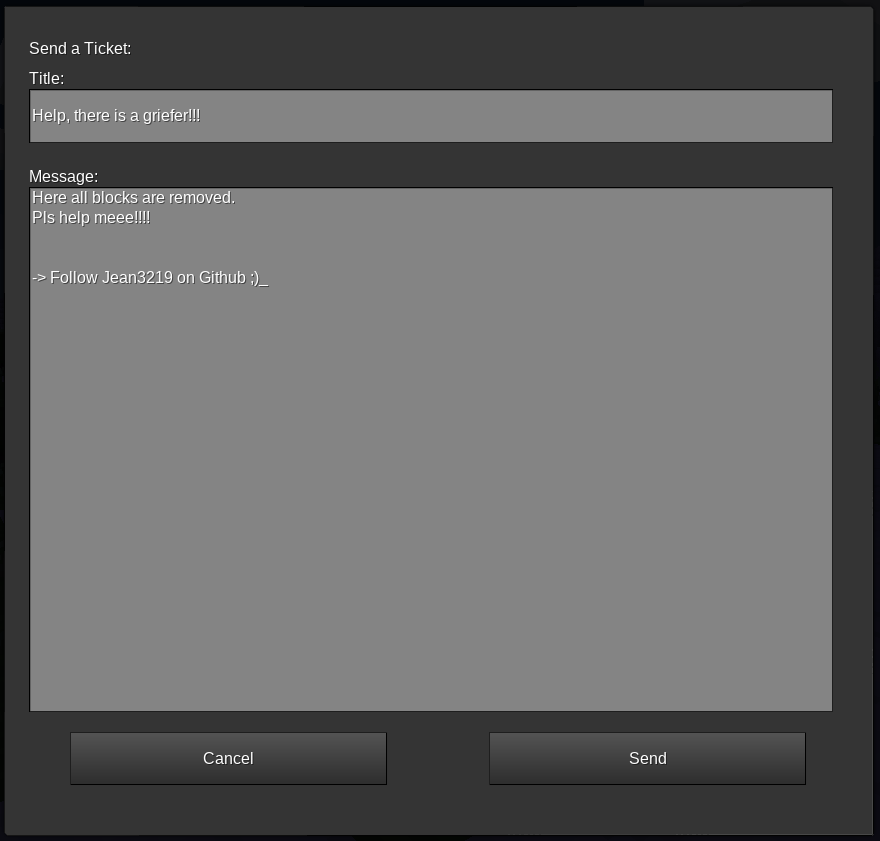 Send a Ticket:
Title:
Help, there is a griefer!!!
Message:
Here all blocks are removed.
Pls help meee!!!!
-> Follow Jean3219 on Github ;)_
Cancel
Send